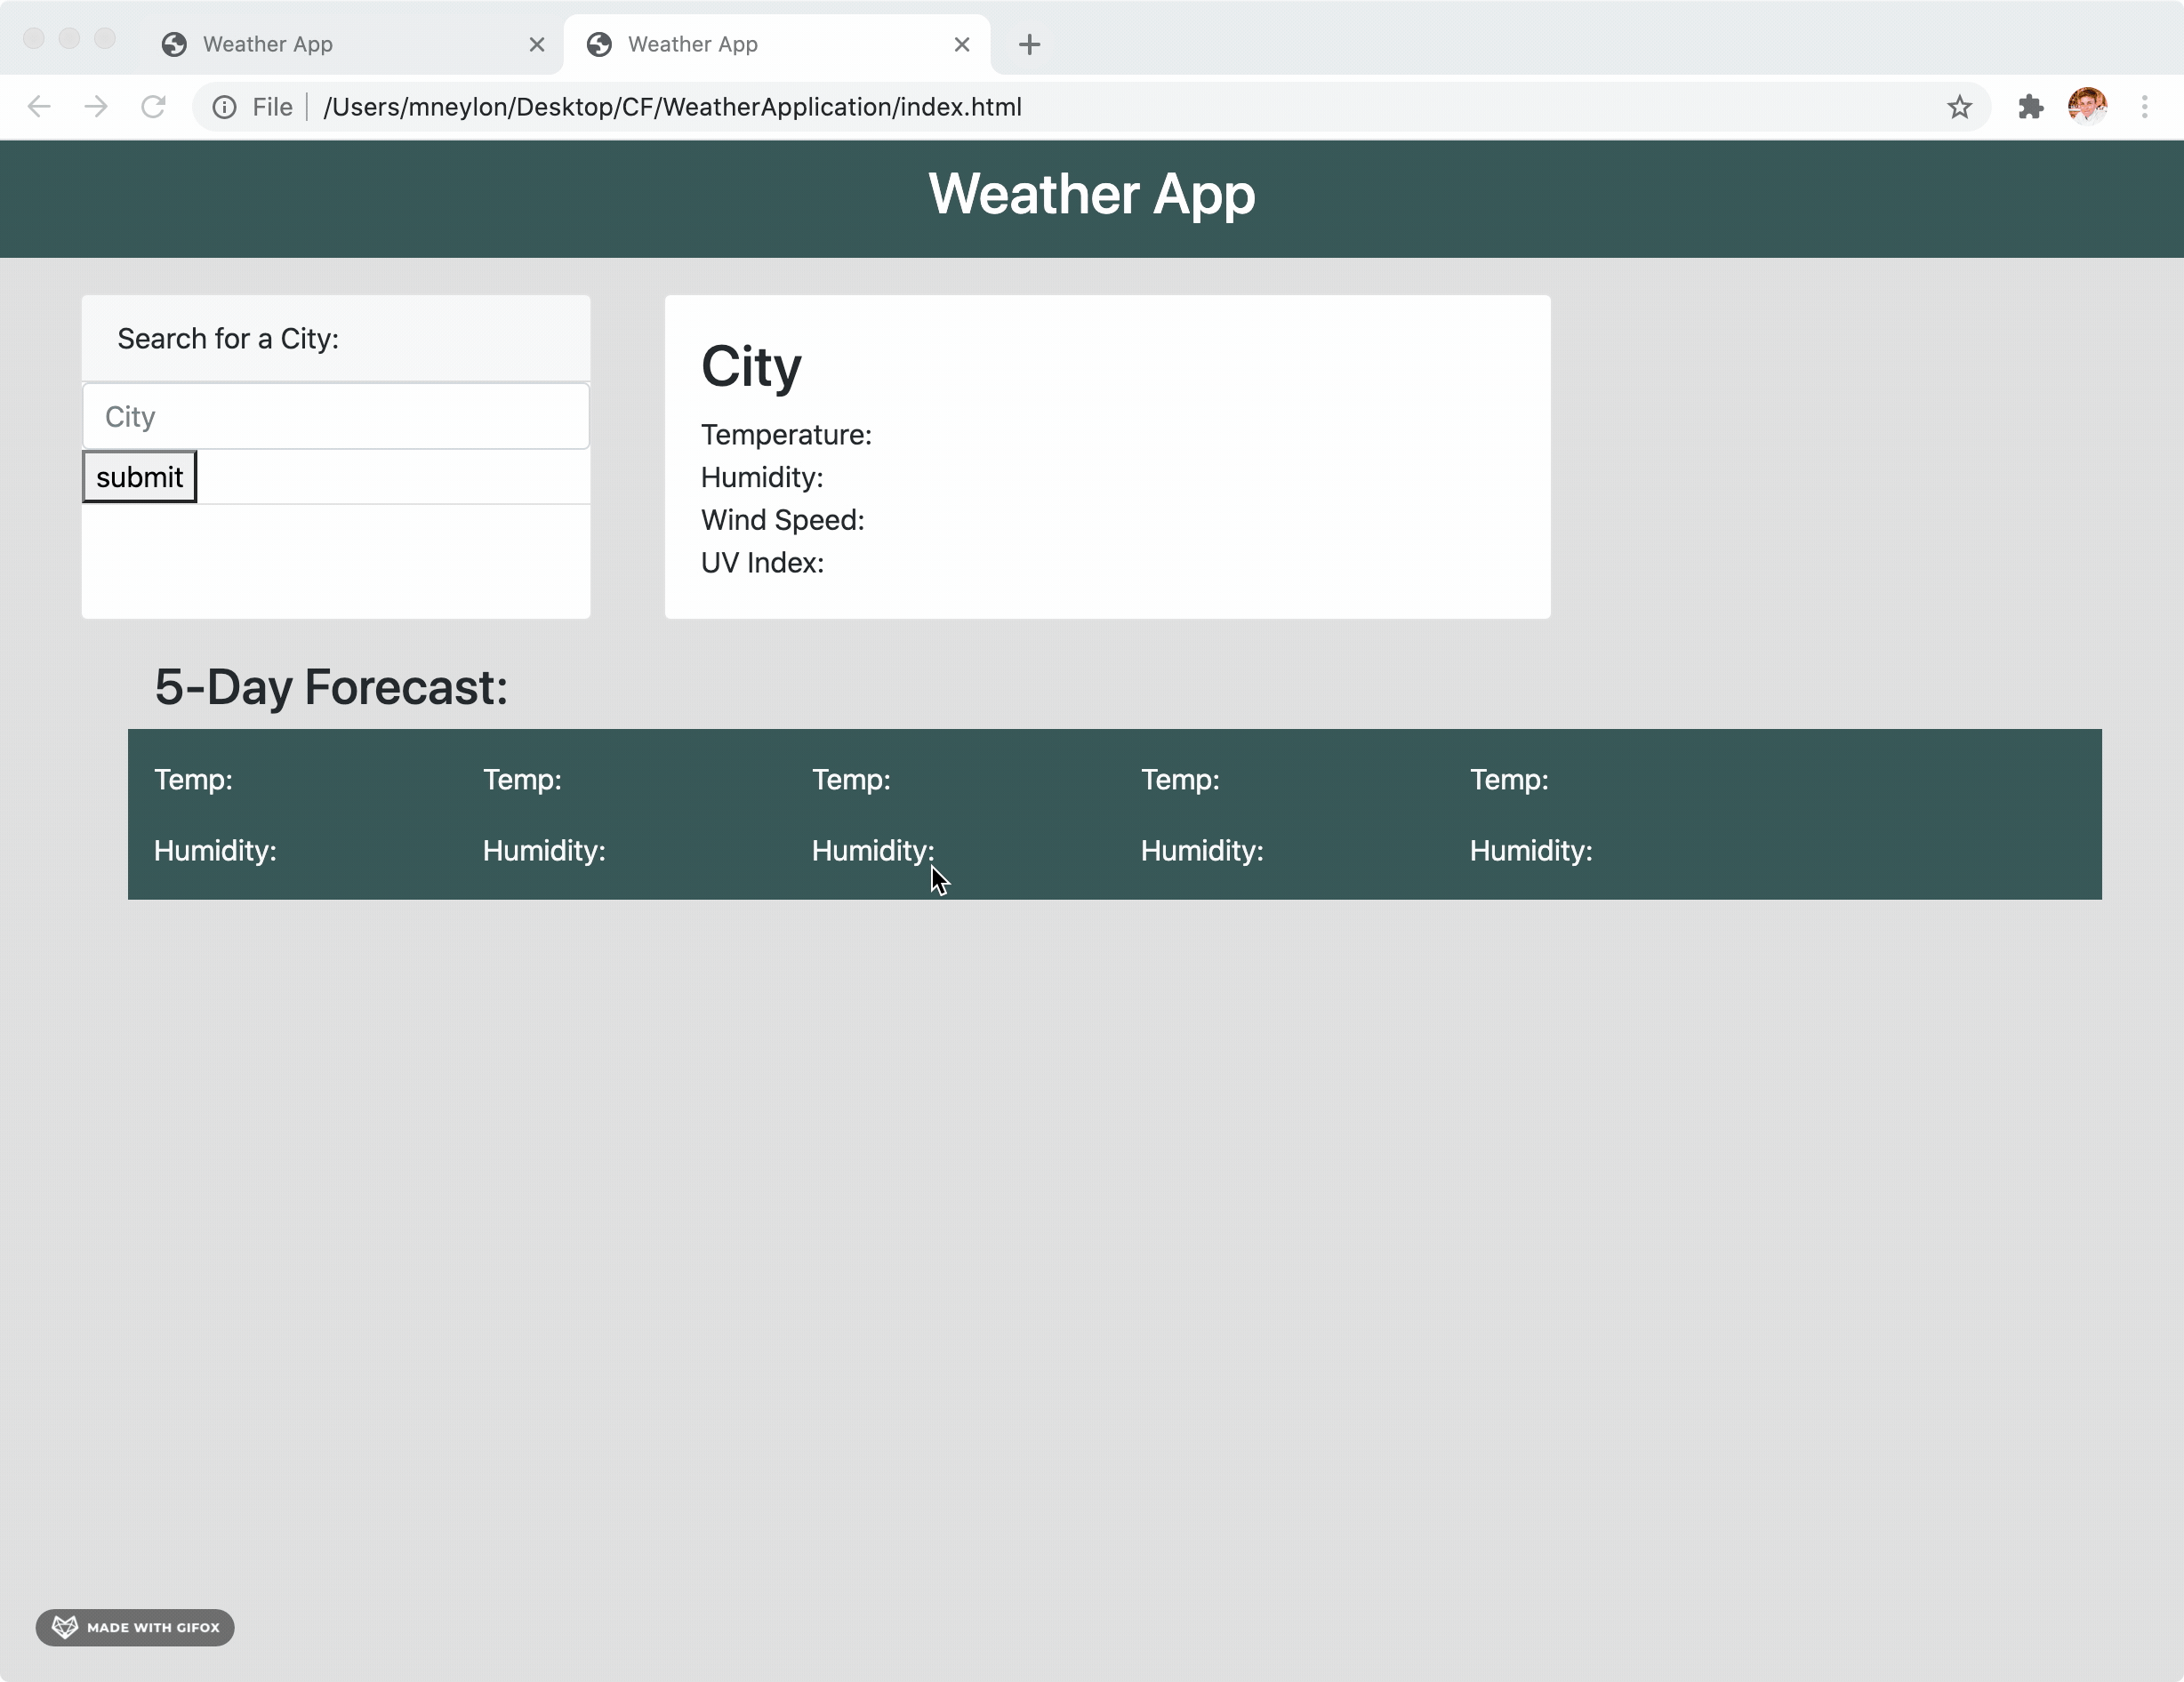 Weather App
Weather App
File /Users/mneylon/Desktop/CF/WeatherApplication/index.html
Weather App
Search for a City:
City
submit
City
Temperature:
Humidity:
Wind Speed:
UV Index:
5-Day Forecast:
Temp: Temp: Temp: Temp: Temp:
Humidity: Humidity: Humidity: Humidity: Humidity:
MADE WITH GIFOX